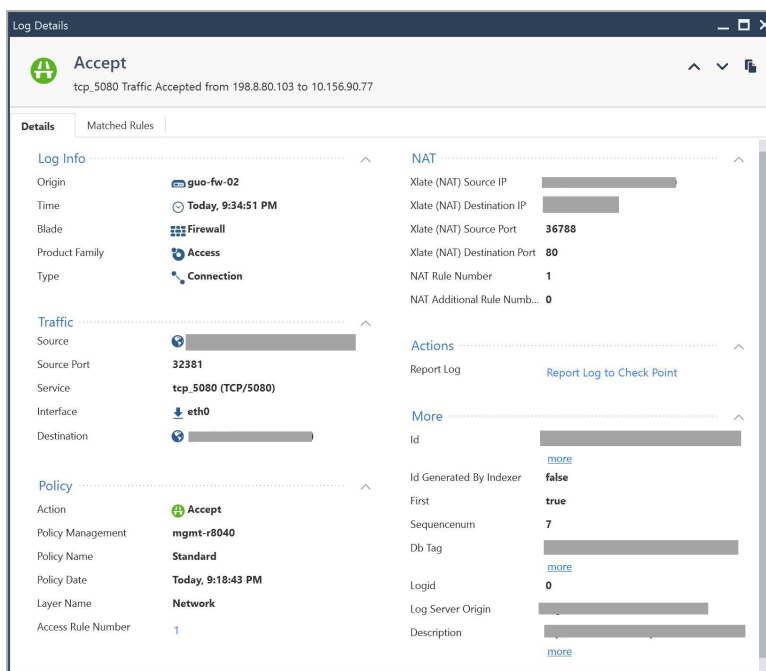 Log Details
Accept
tcp_5080 Traffic Accepted from 198.8.80.103 to 10.156.90.77
Details
Matched Rules
Log Info
Origin guo-fw-02
Time Today, 9:34:51 PM
Blade Firewall
Product Family Access
Type Connection
Traffic
Source
Source Port 32381
Service tcp_5080 (TCP/5080)
Interface eth0
Destination
Policy
Action Accept
Policy Management mgmt-r8040
Policy Name Standard
Policy Date Today, 9:18:43 PM
Layer Name Network
Access Rule Number 1
NAT
Xlate (NAT) Source IP
Xlate (NAT) Destination IP
Xlate (NAT) Source Port 36788
Xlate (NAT) Destination Port 80
NAT Rule Number 1
NAT Additional Rule Numb... 0
Actions
Report Log Report Log to Check Point
More
Id
more
Id Generated By Indexer false
First true
Sequencenum 7
Db Tag
more
Logid 0
Log Server Origin
Description
more